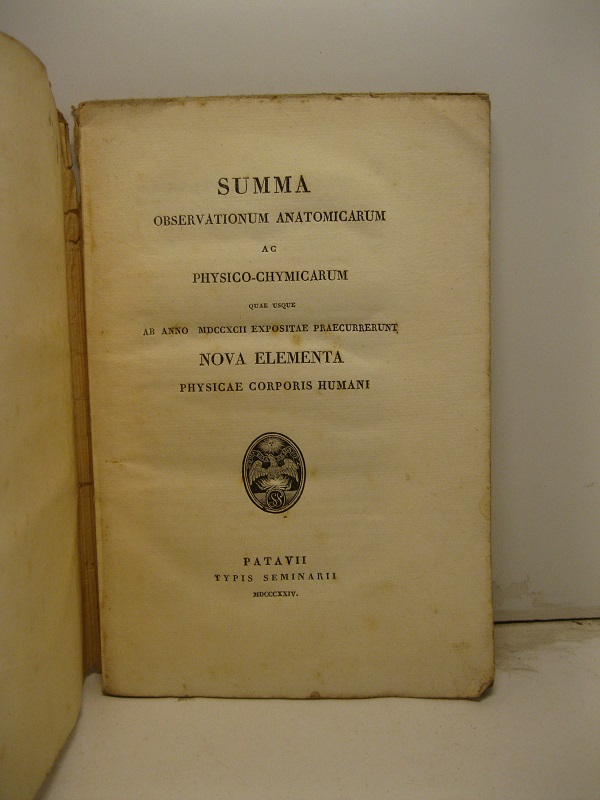 SUMMA
OBSERVATIONUM ANATOMICARUM
AC
PHYSICO-CHYMICARUM
QUAE USQUE
AB ANNO MDCCXCII EXPOSITAE PRAECURRERUNT
NOVA ELEMENTA
PHYSICAE CORPORIS HUMANI
PATAVII
TYPIS SEMINARII
MDCCCXXIV.